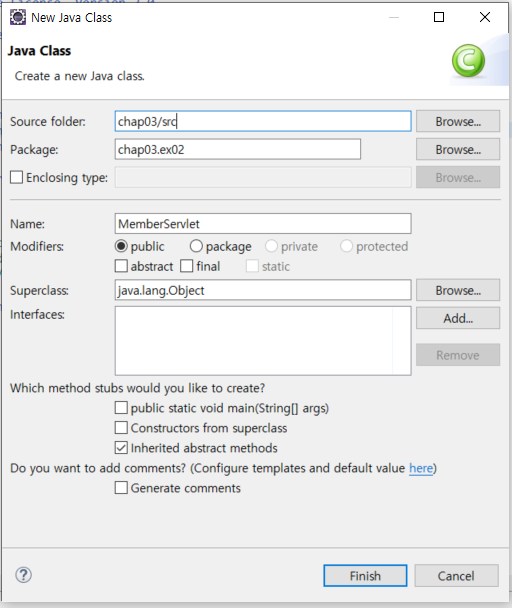 New Java Class
Java Class
Create a new Java class.
Source folder: chap03/src Browse...
Package: chap03.ex02 Browse...
Enclosing type: Browse...
Name: MemberServlet
Modifiers: public package private protected
abstract final static
Superclass: java.lang.Object Browse...
Interfaces: Add...
Remove
Which method stubs would you like to create?
public static void main(String[] args)
Constructors from superclass
Inherited abstract methods
Do you want to add comments? (Configure templates and default value here)
Generate comments
Finish Cancel